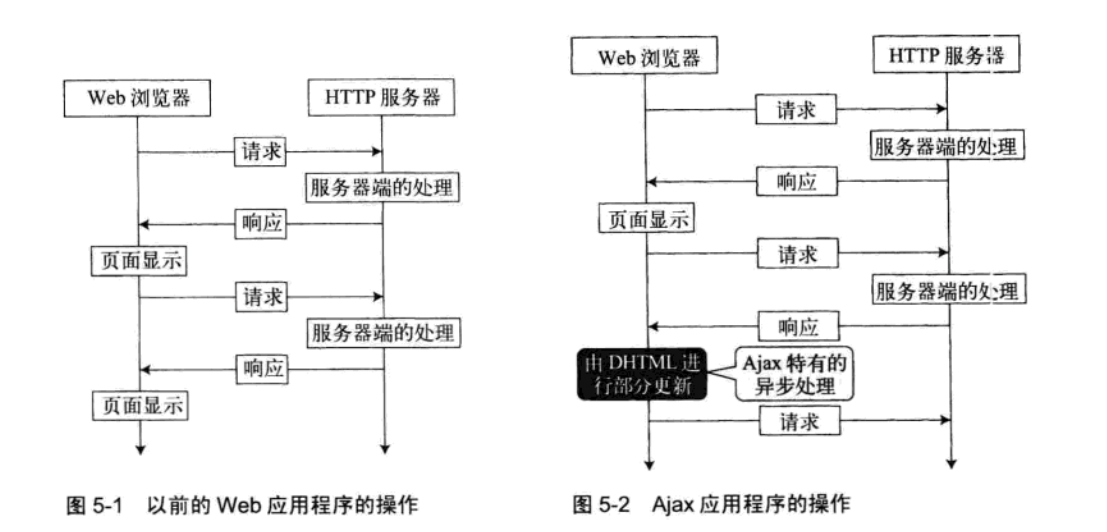 Web 浏览器
HTTP 服务器
请求
服务器端的处理
响应
页面显示
请求
服务器端的处理
响应
页面显示
图 5-1 以前的 Web 应用程序的操作
Web 浏览器
HTTP 服务器
请求
服务器端的处理
响应
页面显示
请求
服务器端的处理
响应
由 DHTML 进
行部分更新
Ajax 特有的
异步处理
请求
图 5-2 Ajax 应用程序的操作